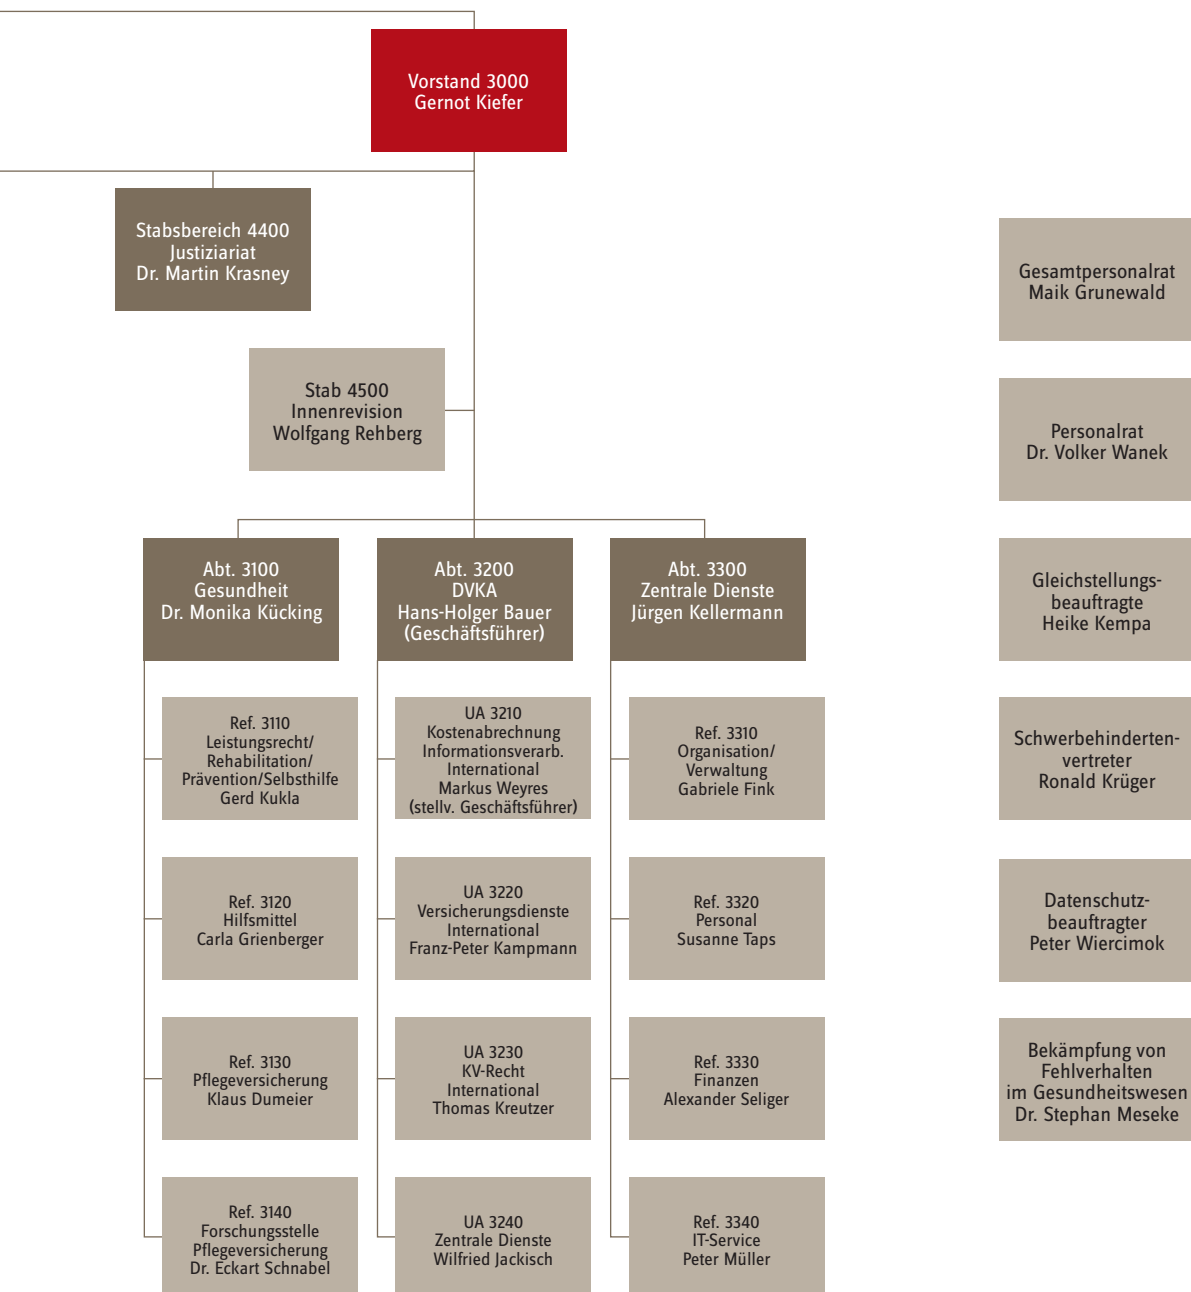 Vorstand 3000
Gernot Kiefer
Stabsbereich 4400
Justiziariat
Dr. Martin Krasney
Stab 4500
Innenrevision
Wolfgang Rehberg
Abt. 3100
Gesundheit
Dr. Monika Kücking
Ref. 3110
Leistungsrecht/
Rehabilitation/
Prävention/Selbsthilfe
Gerd Kukla
Ref. 3120
Hilfsmittel
Carla Grienberger
Ref. 3130
Pflegeversicherung
Klaus Dumeier
Ref. 3140
Forschungsstelle
Pflegeversicherung
Dr. Eckart Schnabel
Abt. 3200
DVKA
Hans-Holger Bauer
(Geschäftsführer)
UA 3210
Kostenabrechnung
Informationsverarb.
International
Markus Weyres
(stellv. Geschäftsführer)
UA 3220
Versicherungsdienste
International
Franz-Peter Kampmann
UA 3230
KV-Recht
International
Thomas Kreutzer
UA 3240
Zentrale Dienste
Wilfried Jackisch
Abt. 3300
Zentrale Dienste
Jürgen Kellermann
Ref. 3310
Organisation/
Verwaltung
Gabriele Fink
Ref. 3320
Personal
Susanne Taps
Ref. 3330
Finanzen
Alexander Seliger
Ref. 3340
IT-Service
Peter Müller
Gesamtpersonalrat
Maik Grunewald
Personalrat
Dr. Volker Wanek
Gleichstellungs-
beauftragte
Heike Kempa
Schwerbehinderten-
vertreter
Ronald Krüger
Datenschutz-
beauftragter
Peter Wiercimok
Bekämpfung von
Fehlverhalten
im Gesundheitswesen
Dr. Stephan Meseke